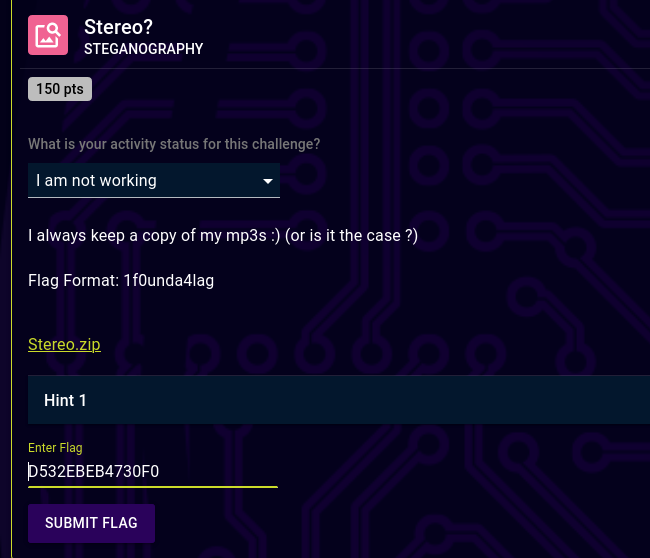 Stereo?
STEGANOGRAPHY
150 pts
What is your activity status for this challenge?
I am not working
I always keep a copy of my mp3s :) (or is it the case ?)
Flag Format: 1f0unda4lag
Stereo.zip
Hint 1
Enter Flag
D532EBEB4730F0
SUBMIT FLAG